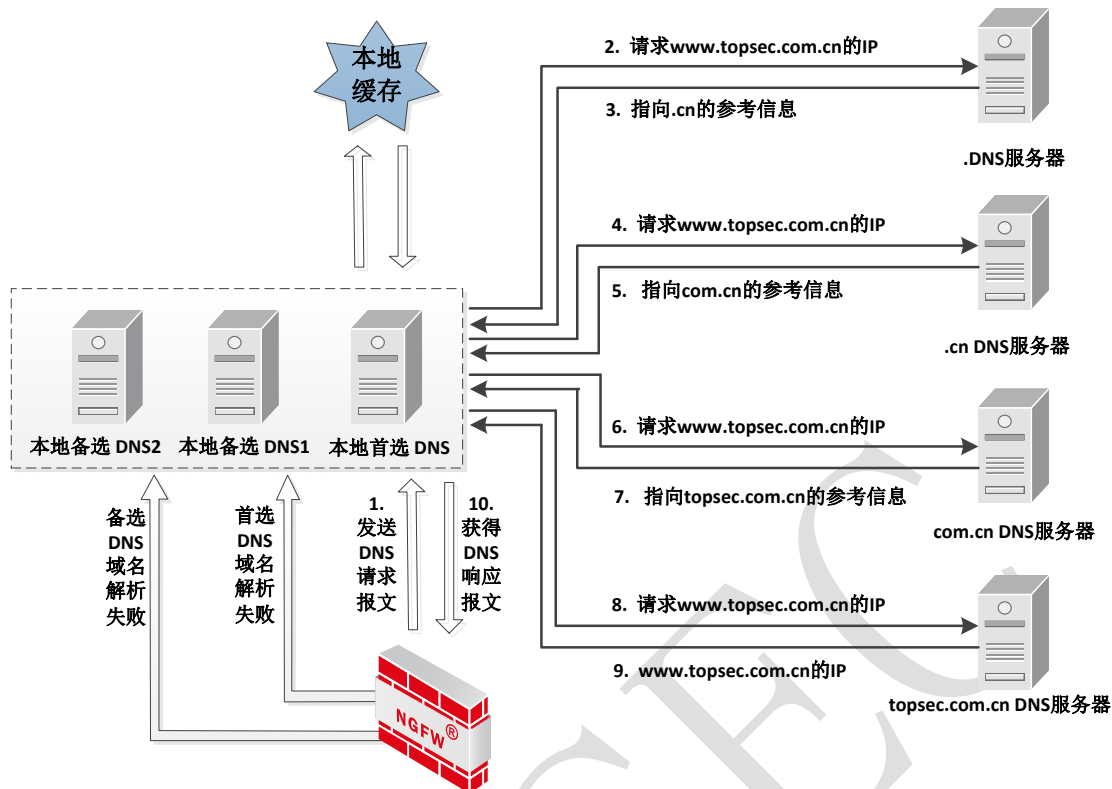 本地
缓存
2. 请求www.topsec.com.cn的IP
3. 指向.cn的参考信息
.DNS服务器
4. 请求www.topsec.com.cn的IP
5. 指向com.cn的参考信息
.cn DNS服务器
6. 请求www.topsec.com.cn的IP
7. 指向topsec.com.cn的参考信息
com.cn DNS服务器
8. 请求www.topsec.com.cn的IP
9. www.topsec.com.cn的IP
topsec.com.cn DNS服务器
本地备选 DNS2
本地备选 DNS1
本地首选 DNS
备选
DNS
域名
解析
失败
首选
DNS
域名
解析
失败
1.
发送
DNS
请求
报文
10.
获得
DNS
响应
报文
NGFW®
SEC